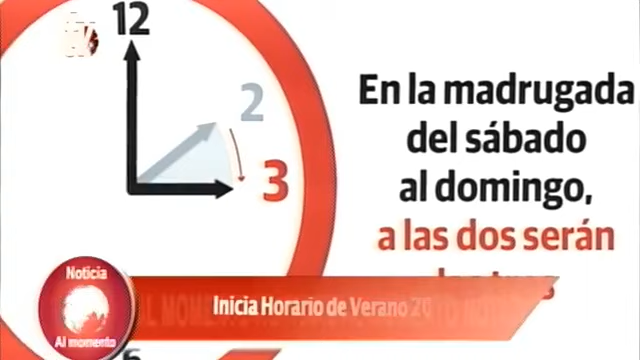 12
2
3
En la madrugada
del sábado
al domingo,
a las dos serán
Noticia
Al momento
Inicia Horario de Verano
6